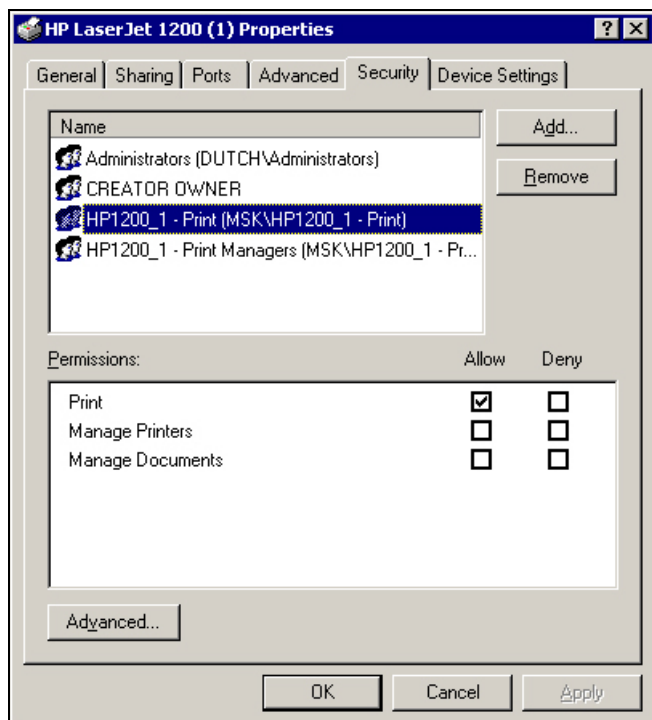 HP LaserJet 1200 (1) Properties
General Sharing Ports Advanced Security Device Settings
Name
Add...
Administrators (DUTCH\Administrators)
CREATOR OWNER
Remove
HP1200_1 - Print (MSK\HP1200_1 - Print)
HP1200_1 - Print Managers (MSK\HP1200_1 - Pr...
Permissions: Allow Deny
Print
Manage Printers
Manage Documents
Advanced...
OK Cancel Apply